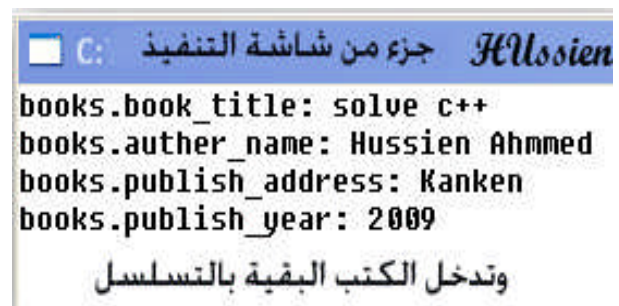 C: جزء من شاشة التنفيذ HUssien
books.book_title: solve c++
books.auther_name: Hussien Ahmmed
books.publish_address: Kanken
books.publish_year: 2009
وتدخل الكتب البقية بالتسلسل